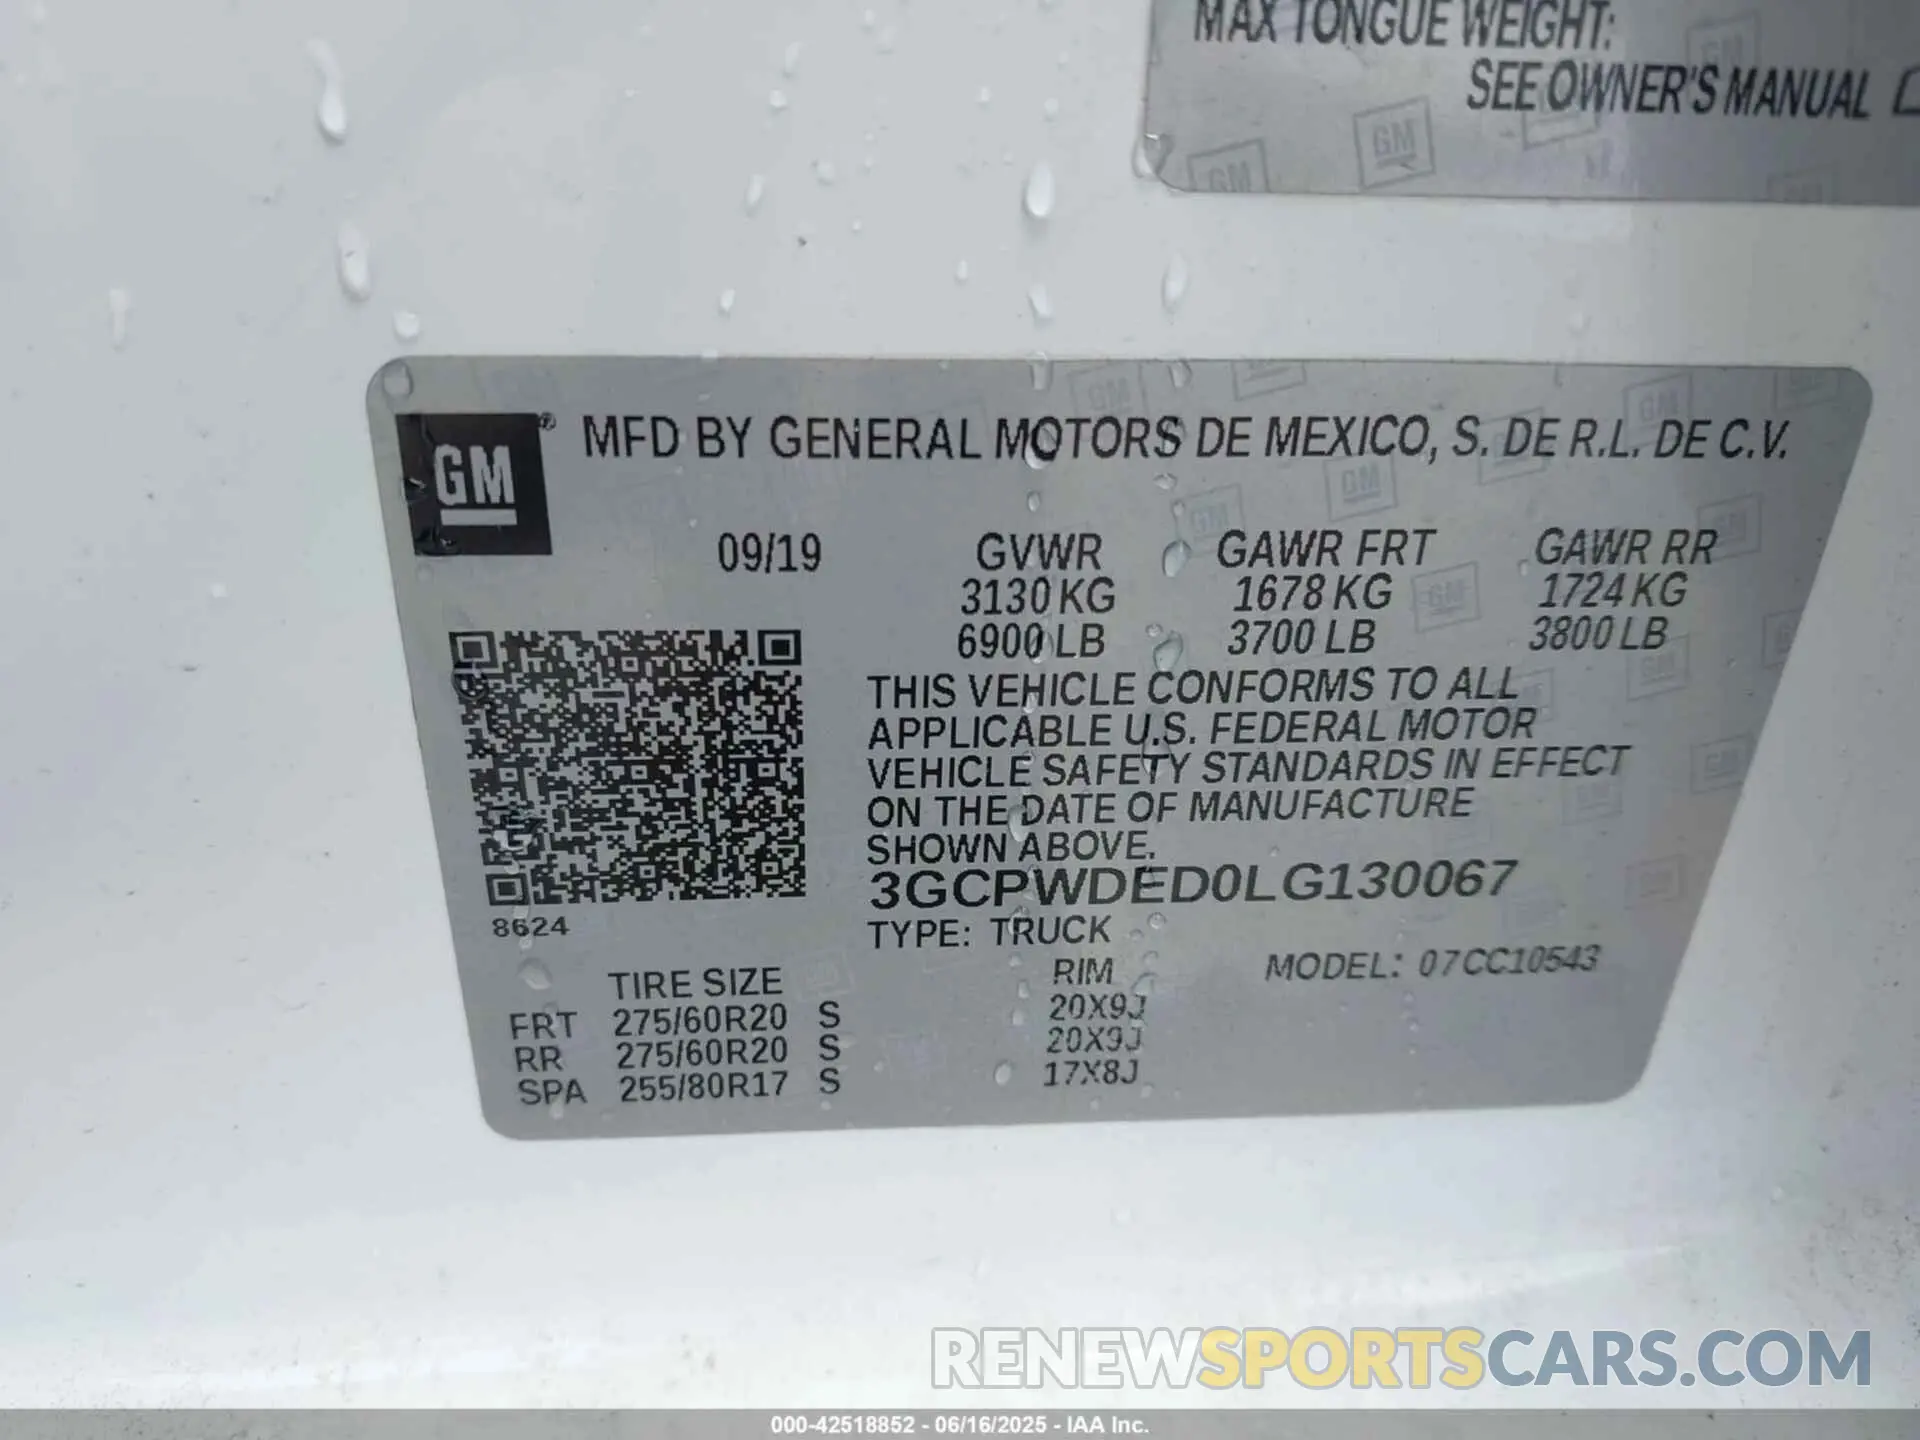 MAX TONGUE WEIGHT:
SEE OWNER'S MANUAL
GM® MFD BY GENERAL MOTORS DE MEXICO, S. DE R.L. DE C.V.
09/19 GVWR GAWR FRT GAWR RR
3130 KG 1678 KG 1724 KG
6900 LB 3700 LB 3800 LB
THIS VEHICLE CONFORMS TO ALL
APPLICABLE U.S. FEDERAL MOTOR
VEHICLE SAFETY STANDARDS IN EFFECT
ON THE DATE OF MANUFACTURE
SHOWN ABOVE.
3GCPWDED0LG130067
8624
TYPE: TRUCK
TIRE SIZE RIM MODEL: 07CC10543
FRT 275/60R20 S 20X9J
RR 275/60R20 S 20X9J
SPA 255/80R17 S 17X8J
RENEWSPORTSCARS.COM
000-42518852 - 06/16/2025 - IAA Inc.